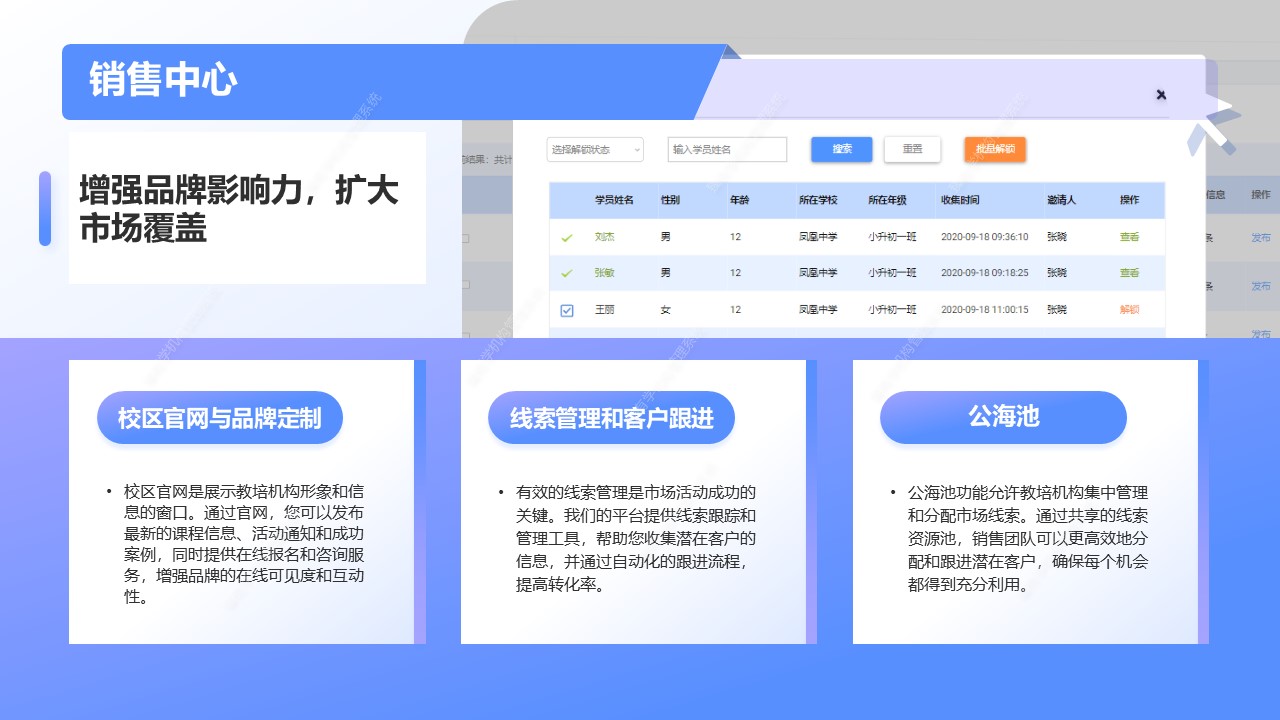 销售中心
增强品牌影响力，扩大
市场覆盖
选择解锁状态 输入学员姓名 搜索 重置 批量解锁
结果：共计
学员姓名 性别 年龄 所在学校 所在年级 收集时间 邀请人 操作
信息 操作
刘杰 男 12 凤凰中学 小升初一班 2020-09-18 09:36:10 张晓 查看
条 发布
张敏 男 12 凤凰中学 小升初一班 2020-09-18 09:18:25 张晓 查看
条 发布
王丽 女 12 凤凰中学 小升初一班 2020-09-18 11:00:15 张晓 解锁
发布
校区官网与品牌定制
• 校区官网是展示教培机构形象和信
息的窗口。通过官网，您可以发布
最新的课程信息、活动通知和成功
案例，同时提供在线报名和咨询服
务，增强品牌的在线可见度和互动
性。
线索管理和客户跟进
• 有效的线索管理是市场活动成功的
关键。我们的平台提供线索跟踪和
管理工具，帮助您收集潜在客户的
信息，并通过自动化的跟进流程，
提高转化率。
公海池
• 公海池功能允许教培机构集中管理
和分配市场线索。通过共享的线索
资源池，销售团队可以更高效地分
配和跟进潜在客户，确保每个机会
都得到充分利用。